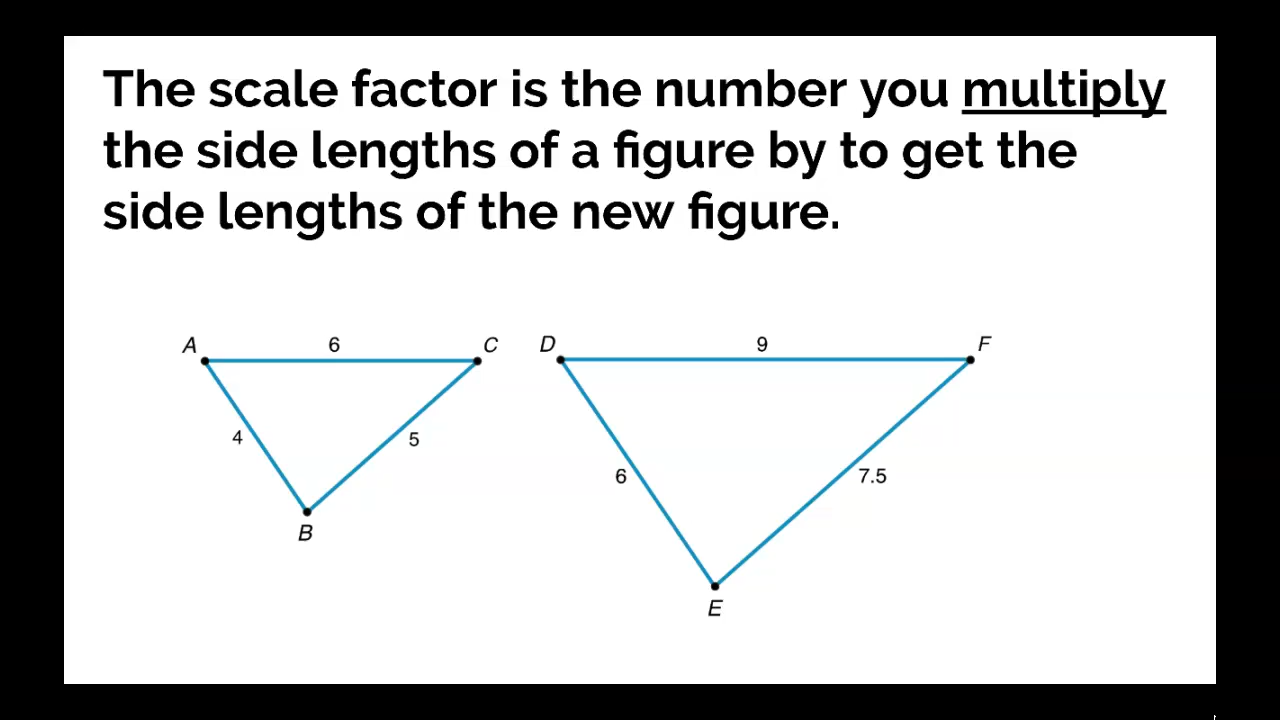 The scale factor is the number you multiply
the side lengths of a figure by to get the
side lengths of the new figure.
A 6 C D 9 F
4 5
6 7.5
B
E